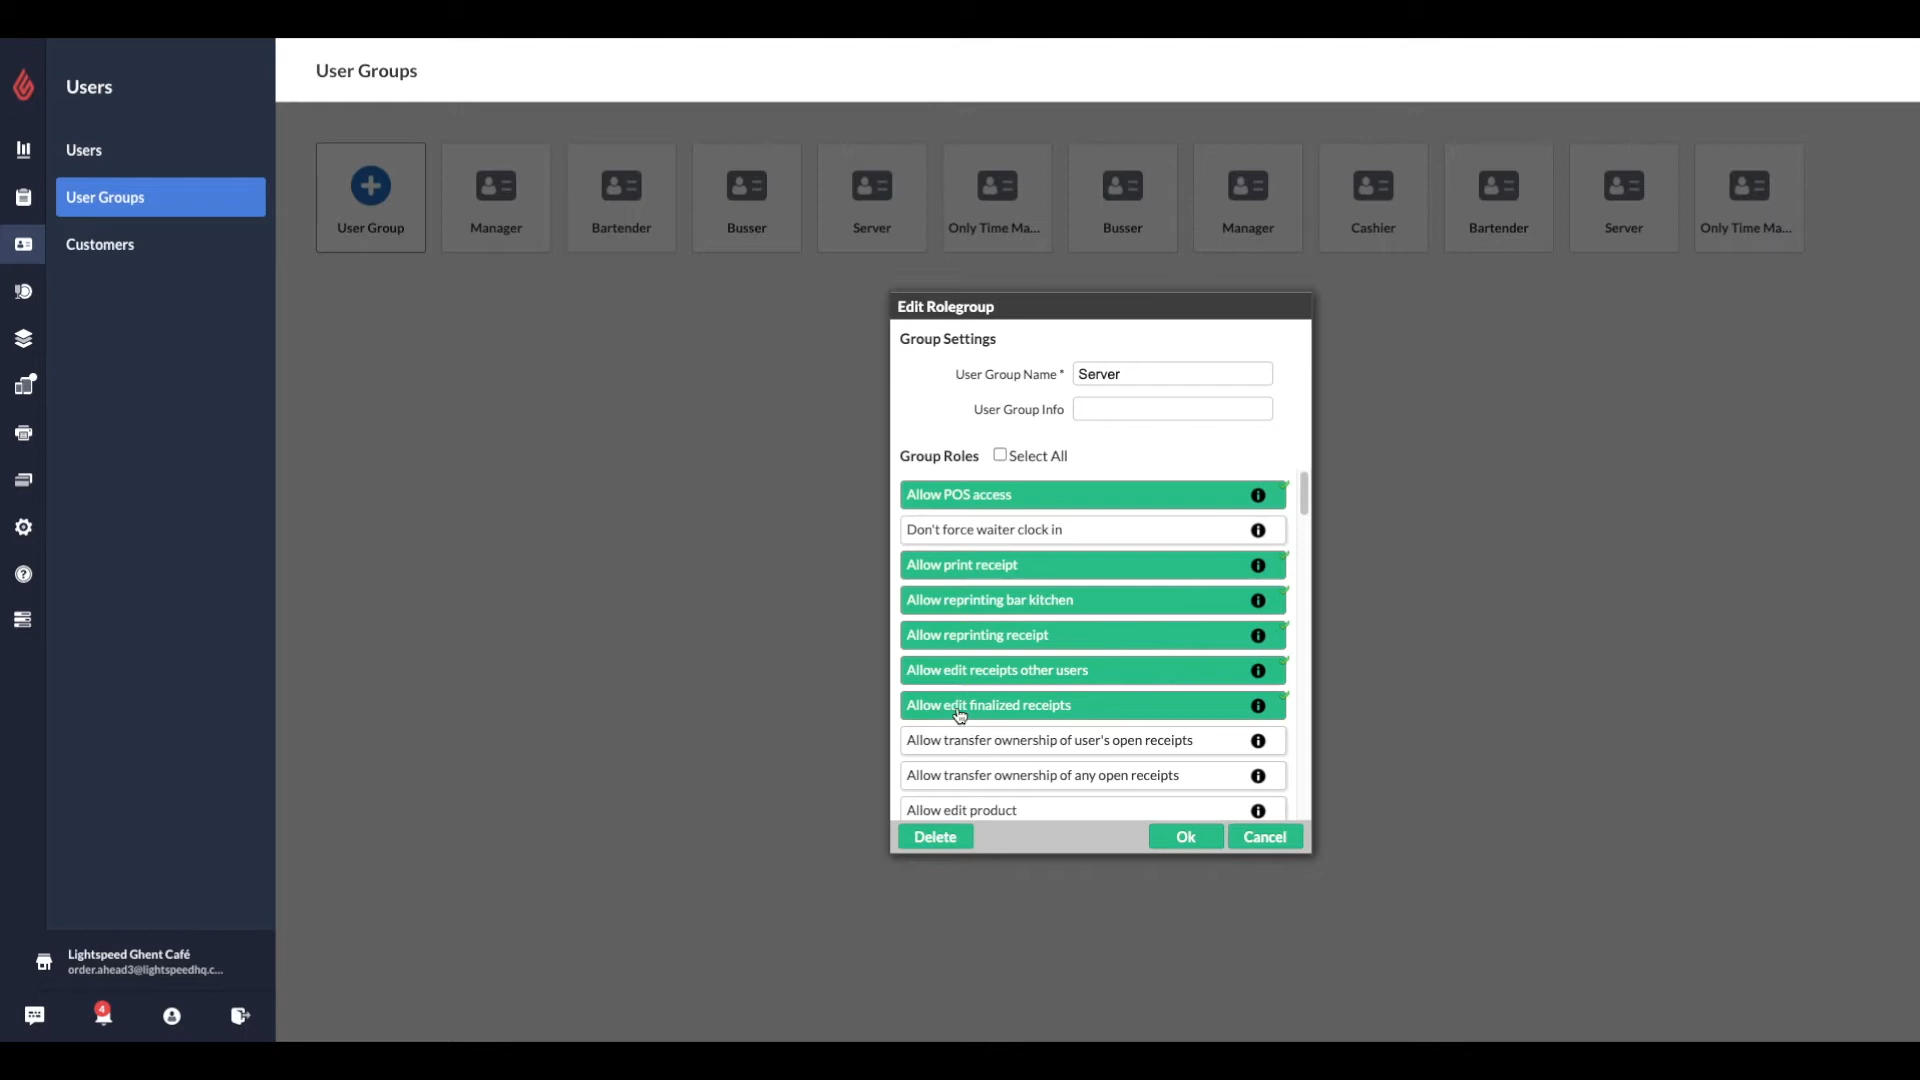 User Groups
Users
Users
User Groups
Customers
User Group
Manager
Bartender
Busser
Server
Only Time Ma...
Busser
Manager
Cashier
Bartender
Server
Only Time Ma...
Edit Rolegroup
Group Settings
User Group Name * Server
User Group Info
Group Roles Select All
Allow POS access
Don't force waiter clock in
Allow print receipt
Allow reprinting bar kitchen
Allow reprinting receipt
Allow edit receipts other users
Allow edit finalized receipts
Allow transfer ownership of user's open receipts
Allow transfer ownership of any open receipts
Allow edit product
Delete Ok Cancel
Lightspeed Ghent Café
order.ahead3@lightspeedhq.c...
4